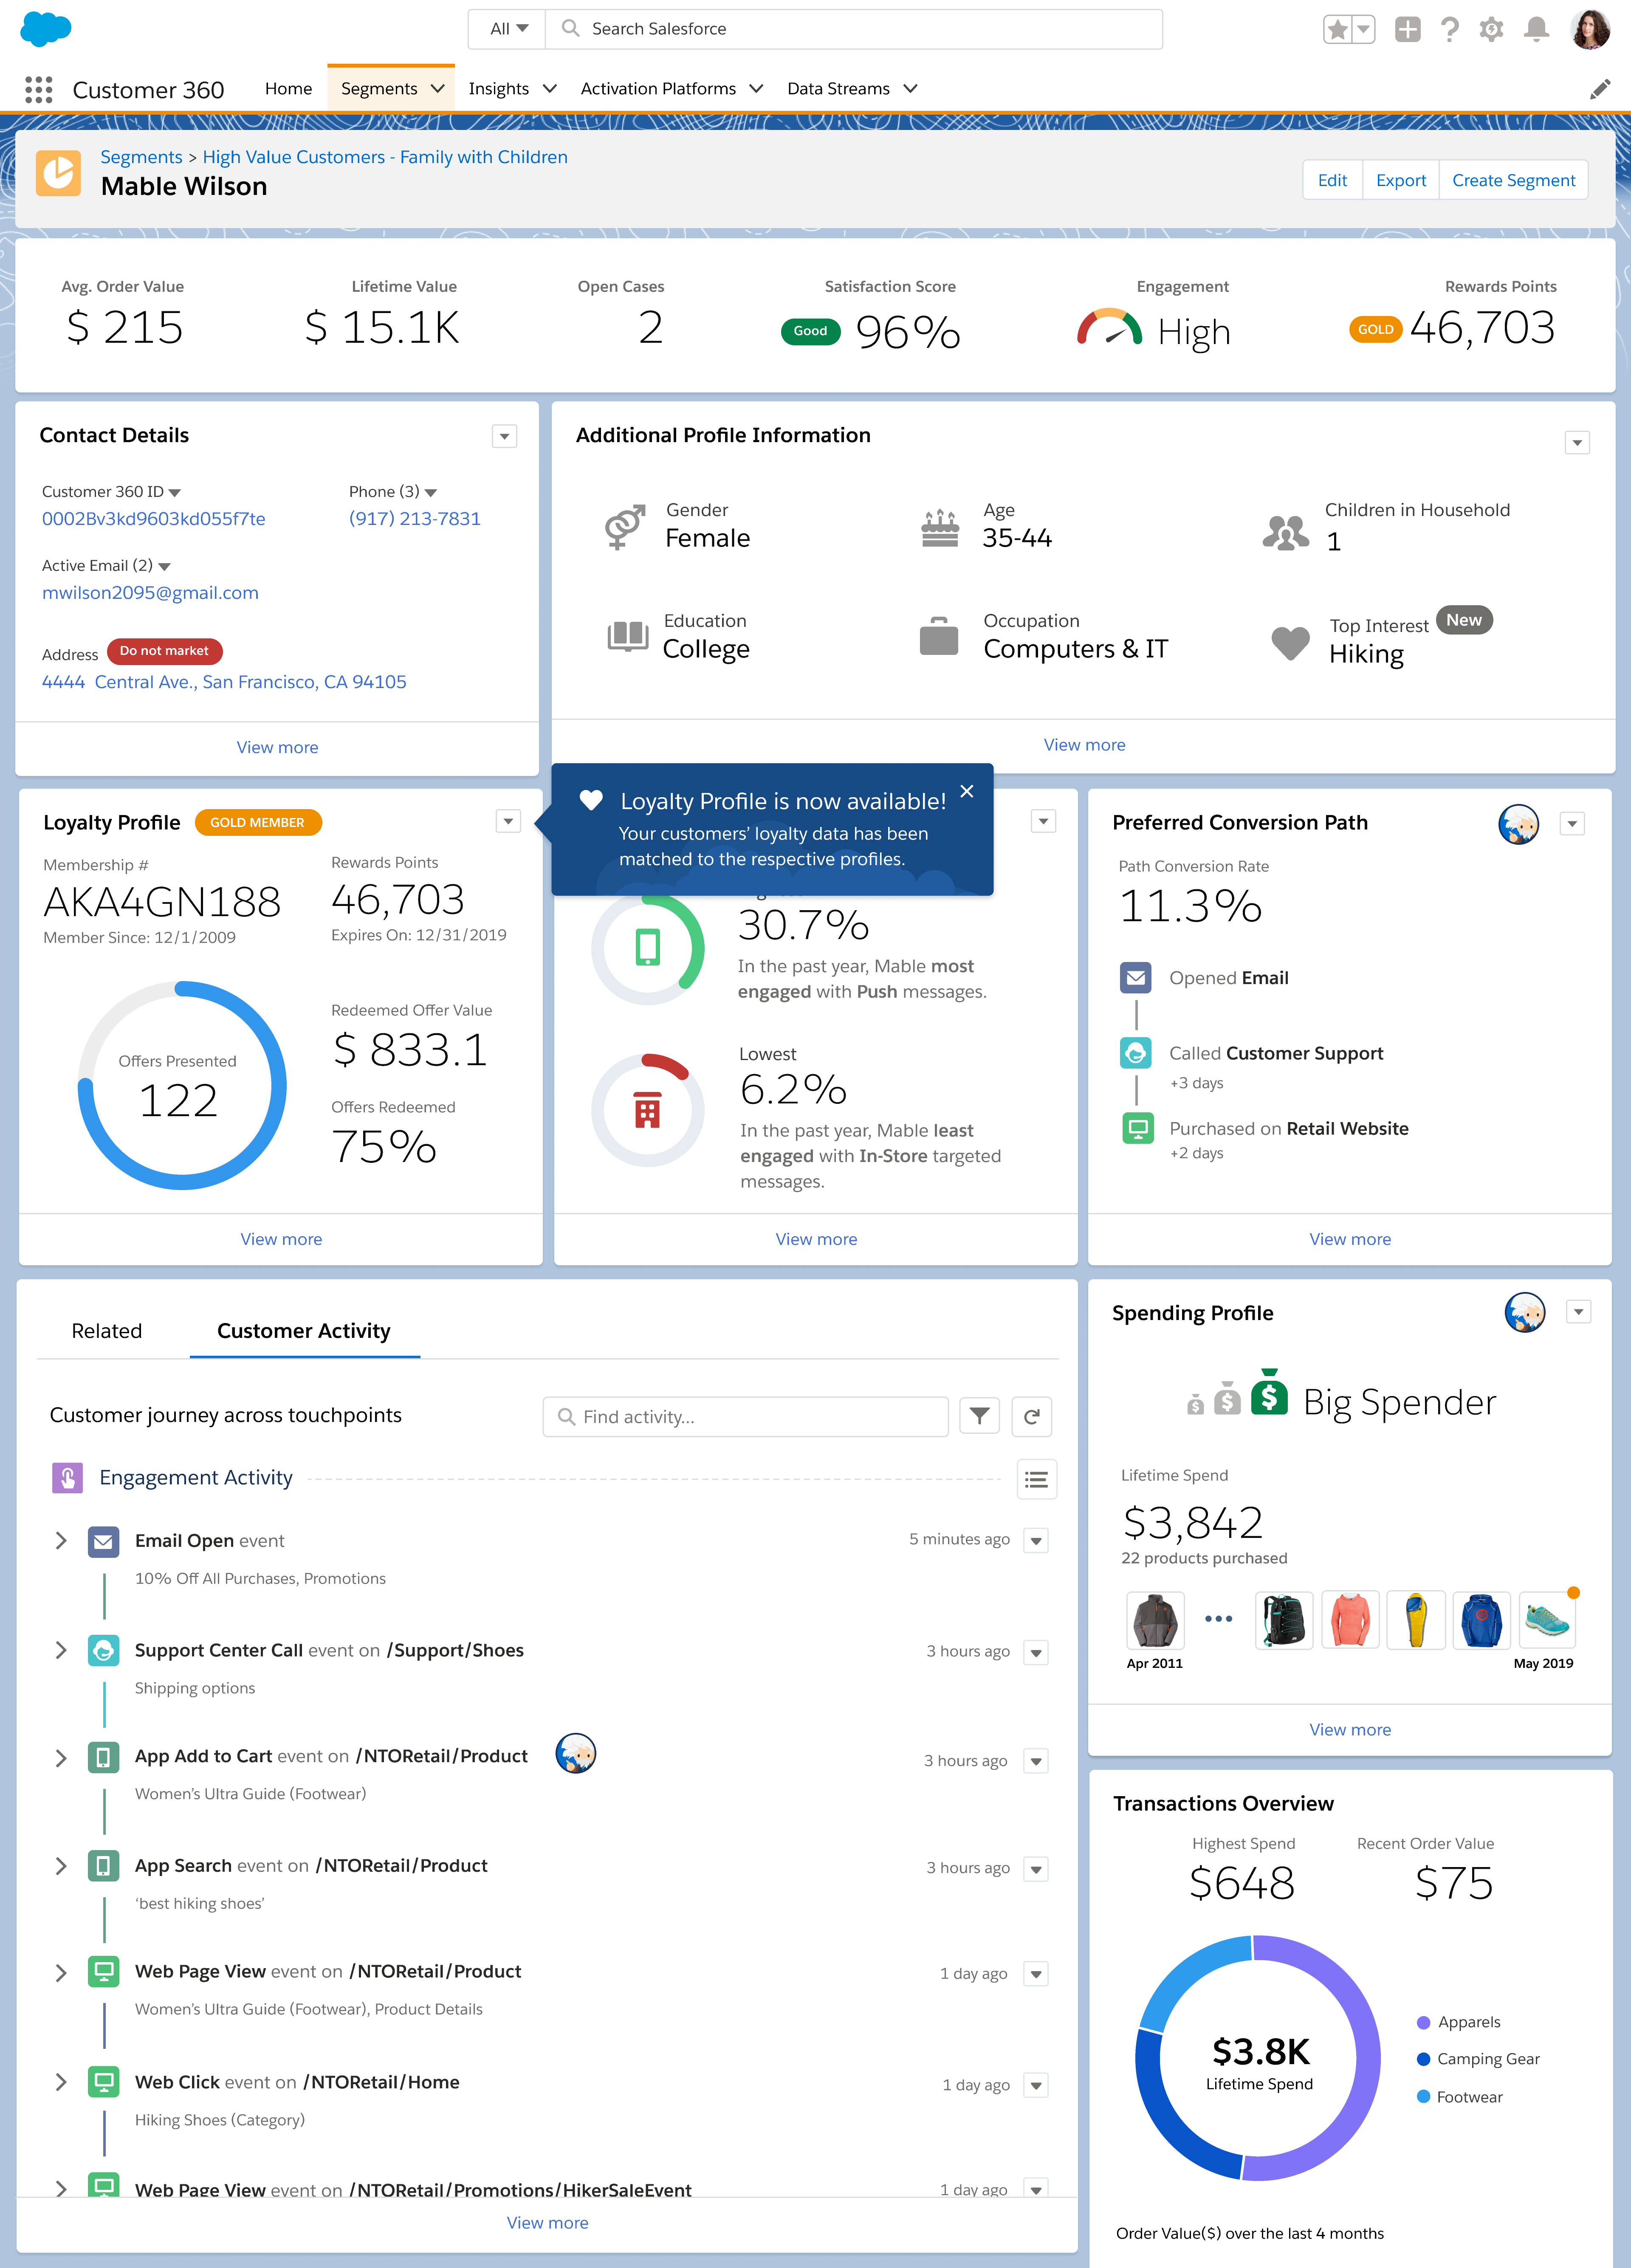 All
Search Salesforce
Customer 360
Home
Segments
Insights
Activation Platforms
Data Streams
Segments > High Value Customers - Family with Children
Mable Wilson
Edit
Export
Create Segment
Avg. Order Value
$ 215
Lifetime Value
$ 15.1K
Open Cases
2
Satisfaction Score
Good
96%
Engagement
High
Rewards Points
GOLD
46,703
Contact Details
Customer 360 ID
0002Bv3kd9603kd055f7te
Phone (3)
(917) 213-7831
Active Email (2)
mwilson2095@gmail.com
Address
Do not market
4444 Central Ave., San Francisco, CA 94105
View more
Additional Profile Information
Gender
Female
Age
35-44
Children in Household
1
Education
College
Occupation
Computers & IT
Top Interest
New
Hiking
View more
Loyalty Profile
GOLD MEMBER
Membership #
AKA4GN188
Member Since: 12/1/2009
Rewards Points
46,703
Expires On: 12/31/2019
Offers Presented
122
Redeemed Offer Value
$ 833.1
Offers Redeemed
75%
View more
Loyalty Profile is now available!
Your customers’ loyalty data has been
matched to the respective profiles.
30.7%
In the past year, Mable most
engaged with Push messages.
Lowest
6.2%
In the past year, Mable least
engaged with In-Store targeted
messages.
View more
Preferred Conversion Path
Path Conversion Rate
11.3%
Opened Email
Called Customer Support
+3 days
Purchased on Retail Website
+2 days
View more
Related
Customer Activity
Customer journey across touchpoints
Find activity...
Engagement Activity
Email Open event
5 minutes ago
10% Off All Purchases, Promotions
Support Center Call event on /Support/Shoes
3 hours ago
Shipping options
App Add to Cart event on /NTORetail/Product
3 hours ago
Women’s Ultra Guide (Footwear)
App Search event on /NTORetail/Product
3 hours ago
‘best hiking shoes’
Web Page View event on /NTORetail/Product
1 day ago
Women’s Ultra Guide (Footwear), Product Details
Web Click event on /NTORetail/Home
1 day ago
Hiking Shoes (Category)
Web Page View event on /NTORetail/Promotions/HikerSaleEvent
1 day ago
View more
Spending Profile
Big Spender
Lifetime Spend
$3,842
22 products purchased
Apr 2011
May 2019
View more
Transactions Overview
Highest Spend
$648
Recent Order Value
$75
$3.8K
Lifetime Spend
Apparels
Camping Gear
Footwear
Order Value($) over the last 4 months